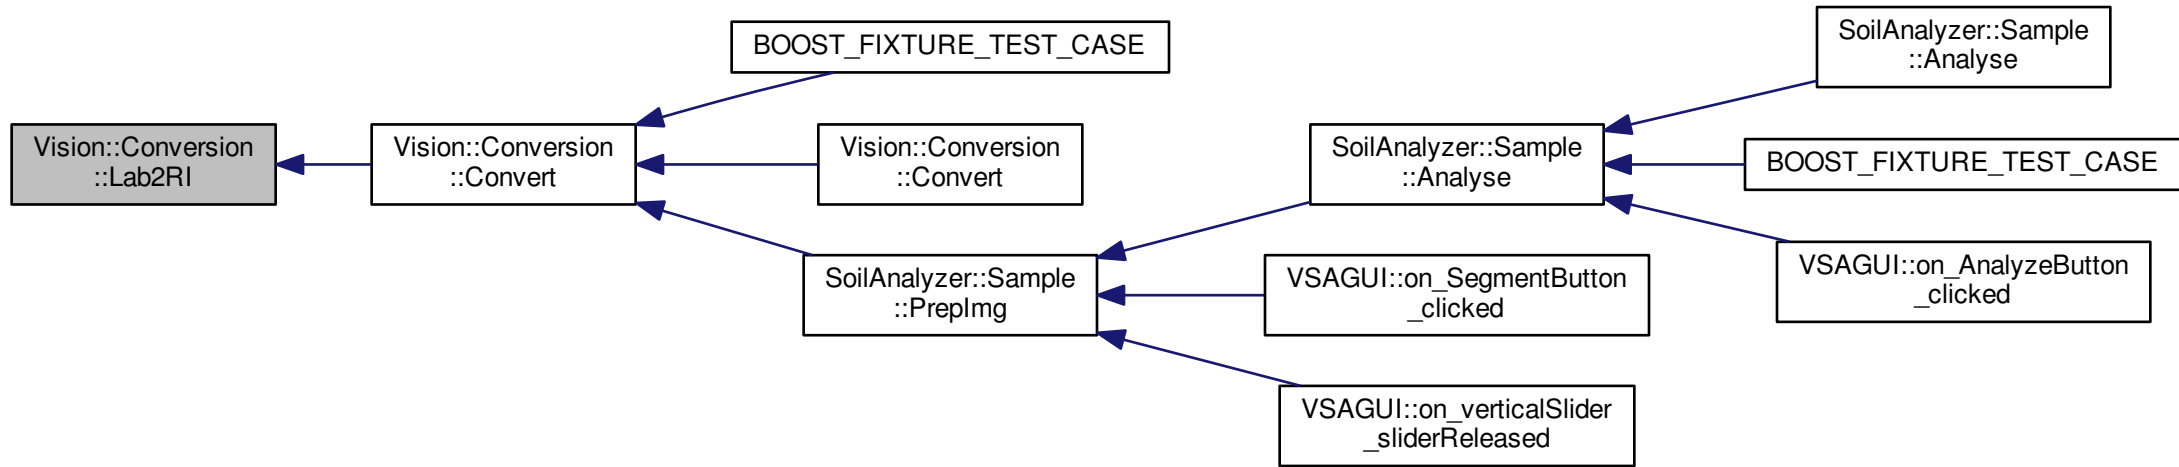 Vision::Conversion
::Lab2RI
Vision::Conversion
::Convert
BOOST_FIXTURE_TEST_CASE
Vision::Conversion
::Convert
SoilAnalyzer::Sample
::PrepImg
SoilAnalyzer::Sample
::Analyse
VSAGUI::on_SegmentButton
_clicked
VSAGUI::on_verticalSlider
_sliderReleased
SoilAnalyzer::Sample
::Analyse
BOOST_FIXTURE_TEST_CASE
VSAGUI::on_AnalyzeButton
_clicked